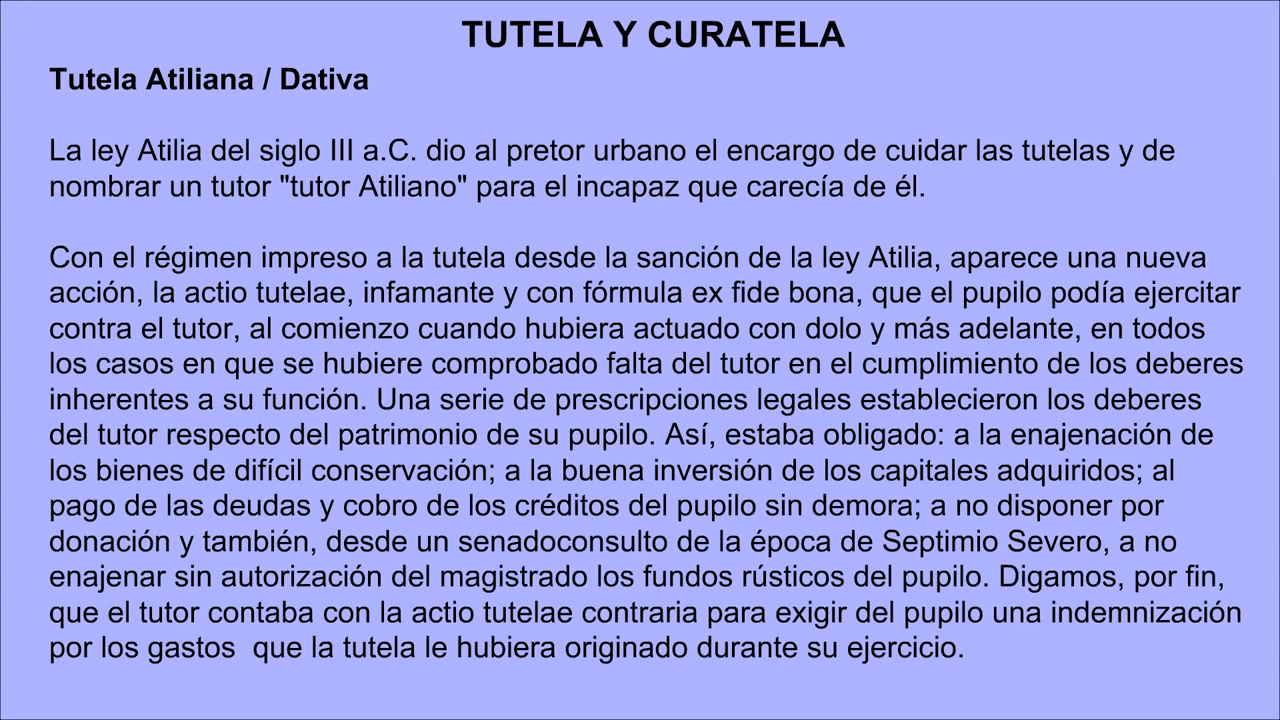 TUTELA Y CURATELA
Tutela Atiliana / Dativa
La ley Atilia del siglo III a.C. dio al pretor urbano el encargo de cuidar las tutelas y de
nombrar un tutor "tutor Atiliano" para el incapaz que carecía de él.
Con el régimen impreso a la tutela desde la sanción de la ley Atilia, aparece una nueva
acción, la actio tutelae, infamante y con fórmula ex fide bona, que el pupilo podía ejercitar
contra el tutor, al comienzo cuando hubiera actuado con dolo y más adelante, en todos
los casos en que se hubiere comprobado falta del tutor en el cumplimiento de los deberes
inherentes a su función. Una serie de prescripciones legales establecieron los deberes
del tutor respecto del patrimonio de su pupilo. Así, estaba obligado: a la enajenación de
los bienes de difícil conservación; a la buena inversión de los capitales adquiridos; al
pago de las deudas y cobro de los créditos del pupilo sin demora; a no disponer por
donación y también, desde un senadoconsulto de la época de Septimio Severo, a no
enajenar sin autorización del magistrado los fundos rústicos del pupilo. Digamos, por fin,
que el tutor contaba con la actio tutelae contraria para exigir del pupilo una indemnización
por los gastos  que la tutela le hubiera originado durante su ejercicio.